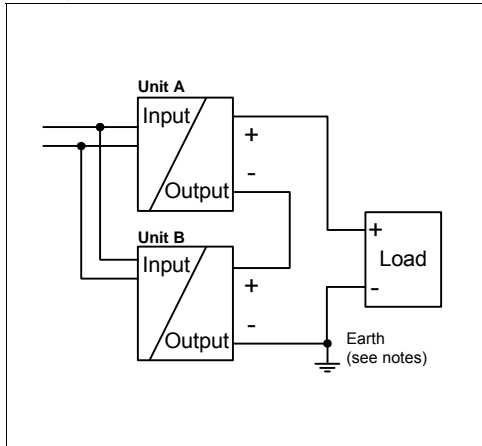 Unit A
Input
+
-
Output
Unit B
Input
+
-
Output
+
Load
-
Earth
(see notes)